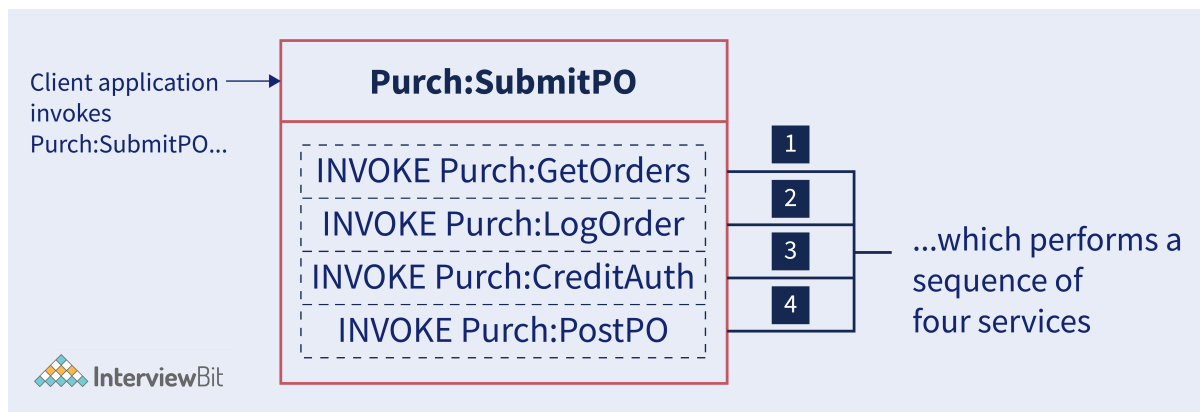 Client application
invokes
Purch:SubmitPO...
Purch:SubmitPO
INVOKE Purch:GetOrders
INVOKE Purch:LogOrder
INVOKE Purch:CreditAuth
INVOKE Purch:PostPO
1
2
3
4
...which performs a
sequence of
four services
InterviewBit